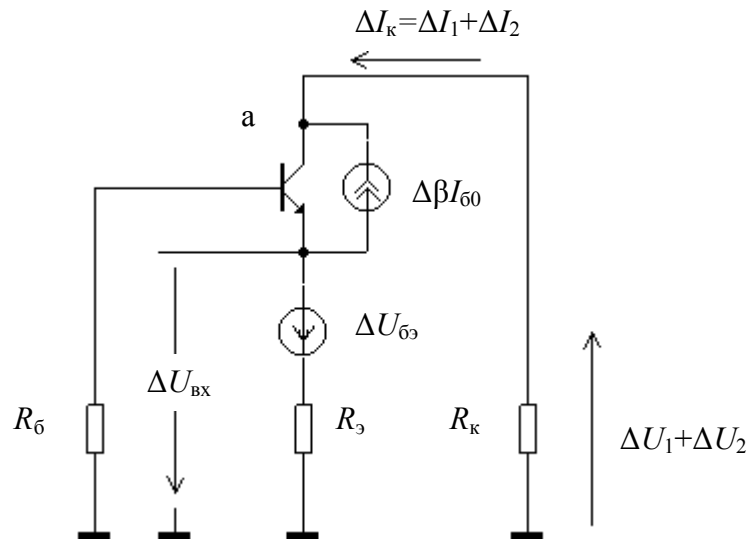 ΔIк=ΔI1+ΔI2
а
ΔβIб0
ΔUбэ
ΔUвх
Rб
Rэ
Rк
ΔU1+ΔU2